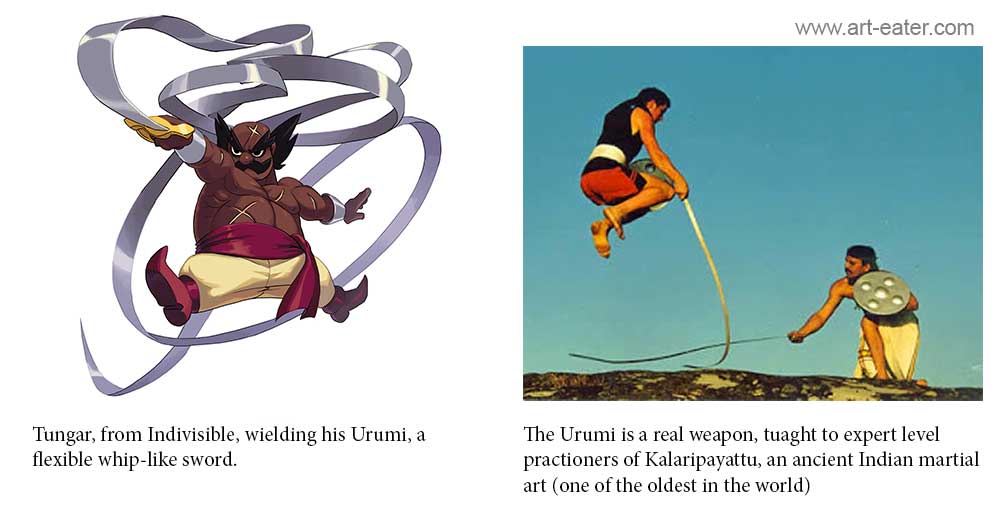 www.art-eater.com
Tungar, from Indivisible, wielding his Urumi, a
flexible whip-like sword.
The Urumi is a real weapon, tuaght to expert level
practioners of Kalaripayattu, an ancient Indian martial
art (one of the oldest in the world)